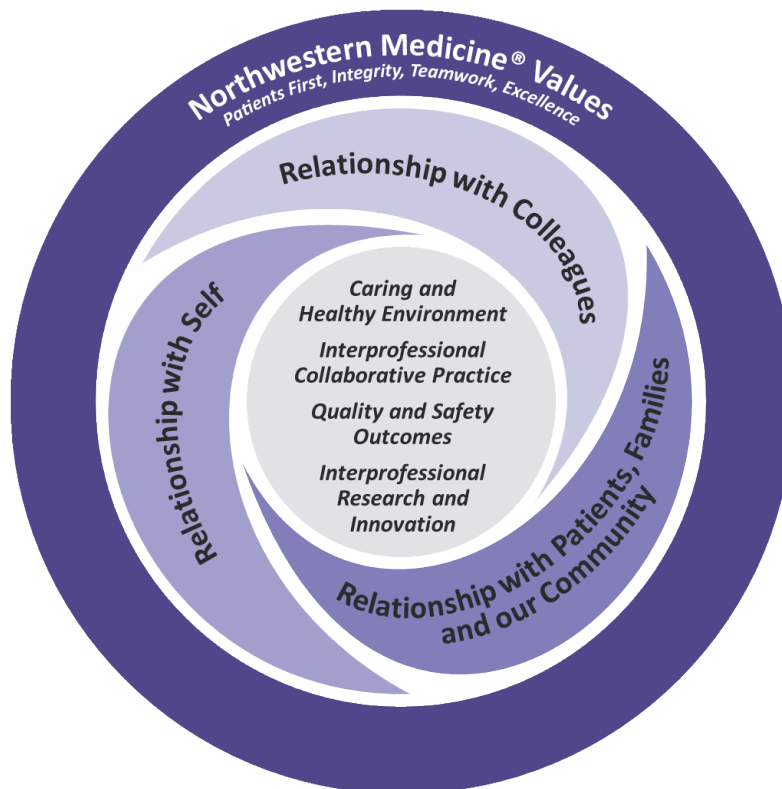 Northwestern Medicine® Values
Patients First, Integrity, Teamwork, Excellence
Relationship with Colleagues
Relationship with Self
Caring and
Healthy Environment
Interprofessional
Collaborative Practice
Quality and Safety
Outcomes
Interprofessional
Research and
Innovation
Relationship with Patients, Families
and our Community